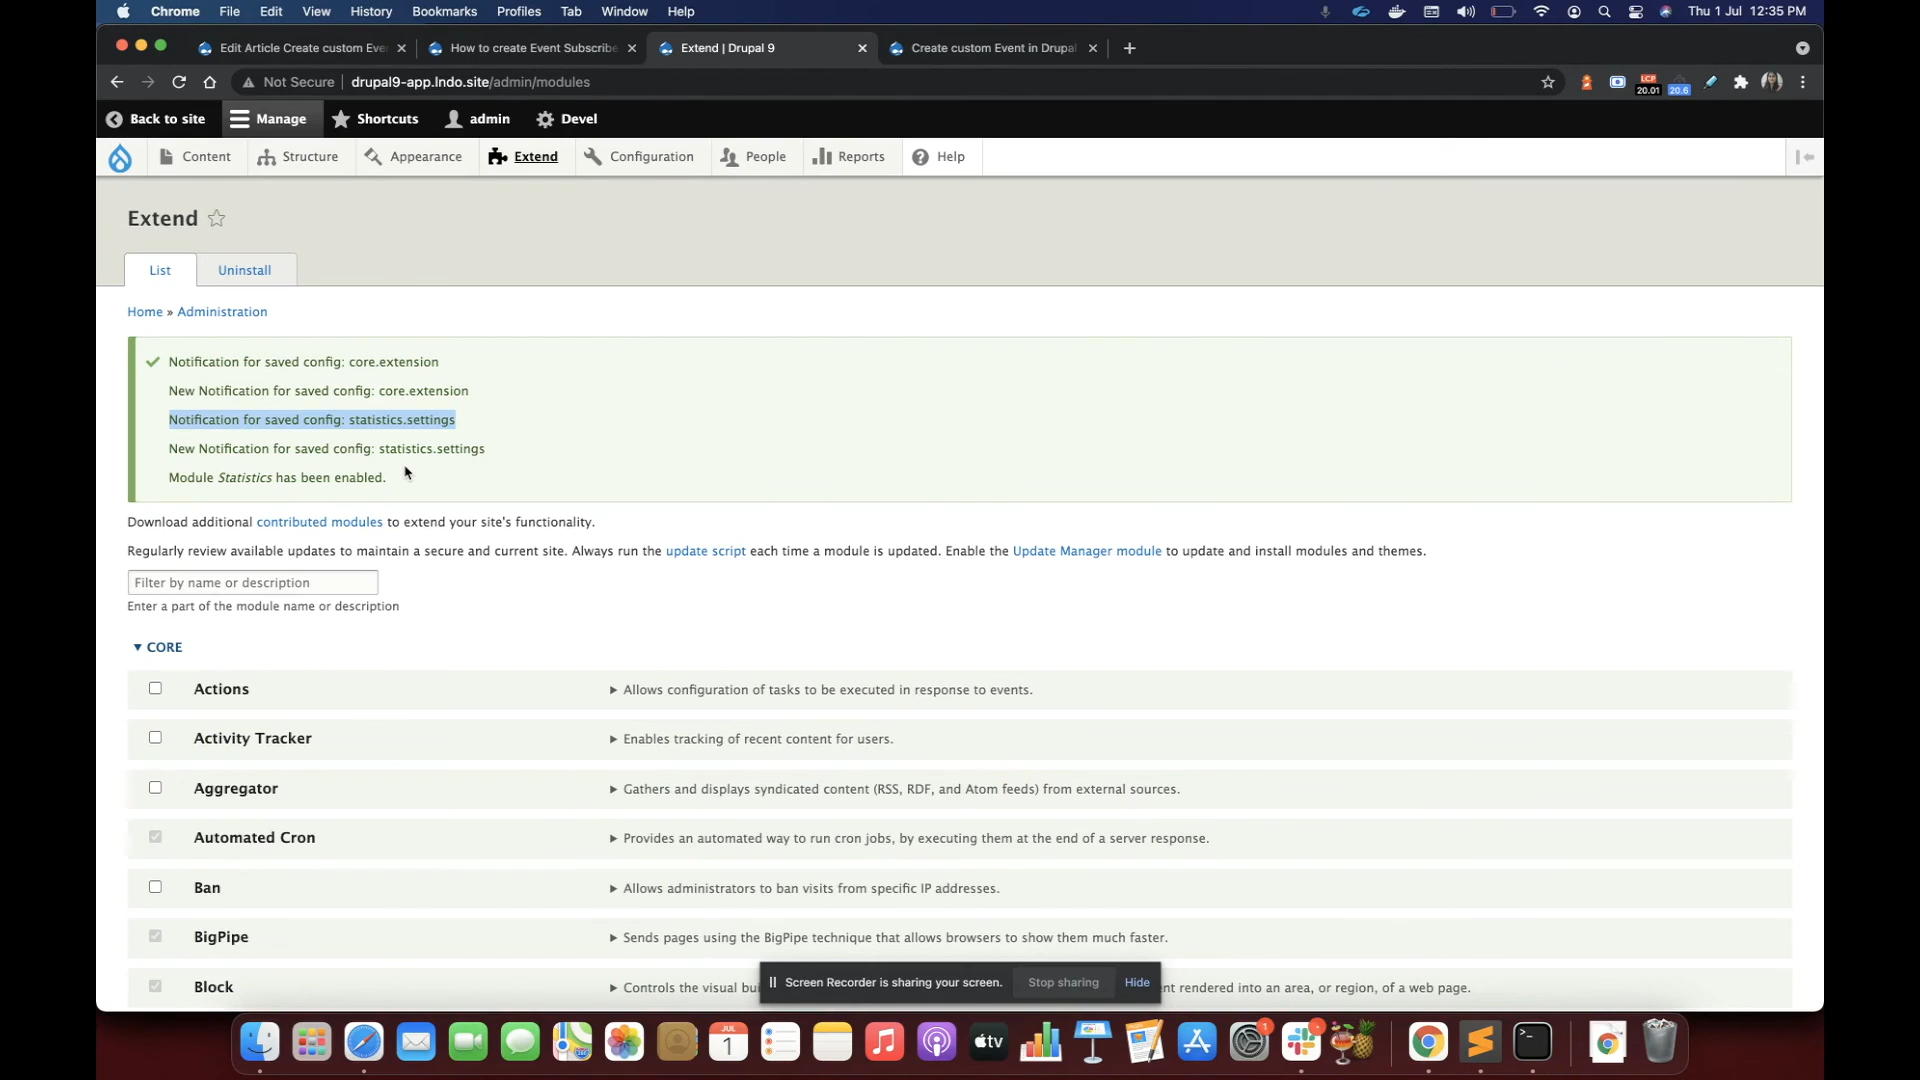 Chrome File Edit View History Bookmarks Profiles Tab Window Help Thu 1 Jul 12:35 PM
Edit Article Create custom Eve How to create Event Subscribe Extend | Drupal 9 Create custom Event in Drupal
Not Secure drupal9-app.lndo.site/admin/modules LCP 20.01 20.6
Back to site Manage Shortcuts admin Devel
Content Structure Appearance Extend Configuration People Reports Help
Extend
List Uninstall
Home » Administration
Notification for saved config: core.extension
New Notification for saved config: core.extension
Notification for saved config: statistics.settings
New Notification for saved config: statistics.settings
Module Statistics has been enabled.
Download additional contributed modules to extend your site's functionality.
Regularly review available updates to maintain a secure and current site. Always run the update script each time a module is updated. Enable the Update Manager module to update and install modules and themes.
Filter by name or description
Enter a part of the module name or description
CORE
Actions Allows configuration of tasks to be executed in response to events.
Activity Tracker Enables tracking of recent content for users.
Aggregator Gathers and displays syndicated content (RSS, RDF, and Atom feeds) from external sources.
Automated Cron Provides an automated way to run cron jobs, by executing them at the end of a server response.
Ban Allows administrators to ban visits from specific IP addresses.
BigPipe Sends pages using the BigPipe technique that allows browsers to show them much faster.
Screen Recorder is sharing your screen. Stop sharing Hide
Block Controls the visual rendered into an area, or region, of a web page.
JUL
1 tv 1